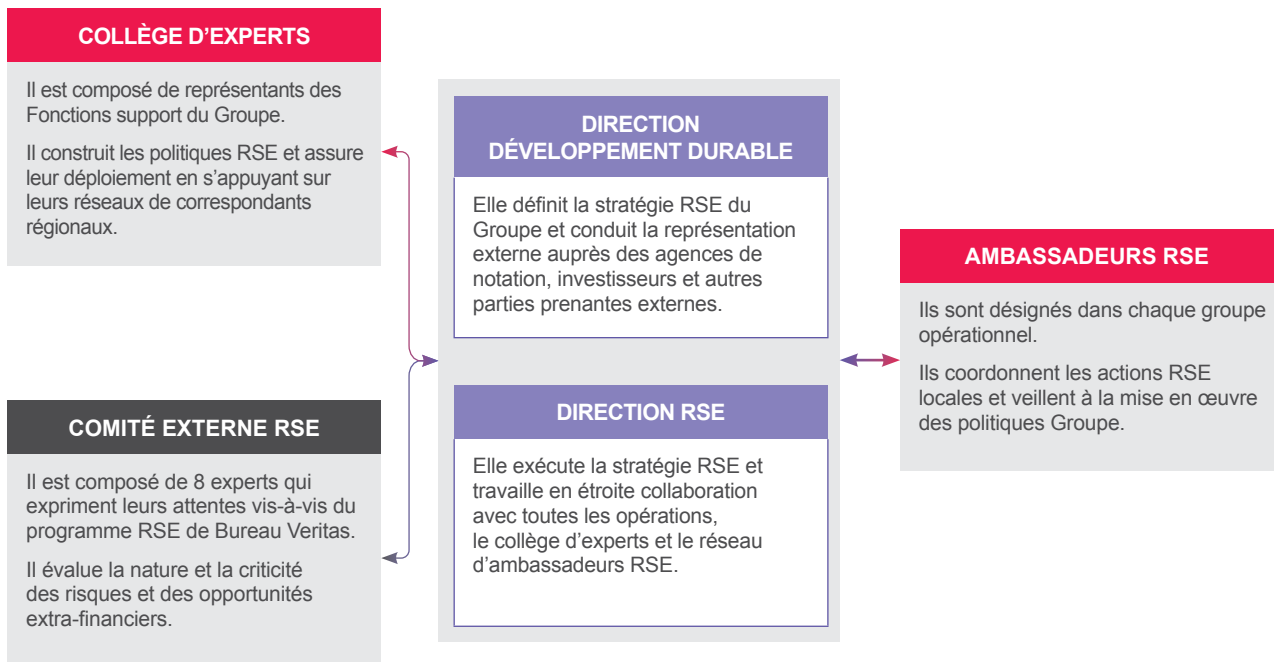 COLLÈGE D'EXPERTS
Il est composé de représentants des
Fonctions support du Groupe.
Il construit les politiques RSE et assure
leur déploiement en s'appuyant sur
leurs réseaux de correspondants
régionaux.
COMITÉ EXTERNE RSE
Il est composé de 8 experts qui
expriment leurs attentes vis-à-vis du
programme RSE de Bureau Veritas.
Il évalue la nature et la criticité
des risques et des opportunités
extra-financiers.
DIRECTION
DÉVELOPPEMENT DURABLE
Elle définit la stratégie RSE du
Groupe et conduit la représentation
externe auprès des agences de
notation, investisseurs et autres
parties prenantes externes.
DIRECTION RSE
Elle exécute la stratégie RSE et
travaille en étroite collaboration
avec toutes les opérations,
le collège d'experts et le réseau
d'ambassadeurs RSE.
AMBASSADEURS RSE
Ils sont désignés dans chaque groupe
opérationnel.
Ils coordonnent les actions RSE
locales et veillent à la mise en œuvre
des politiques Groupe.